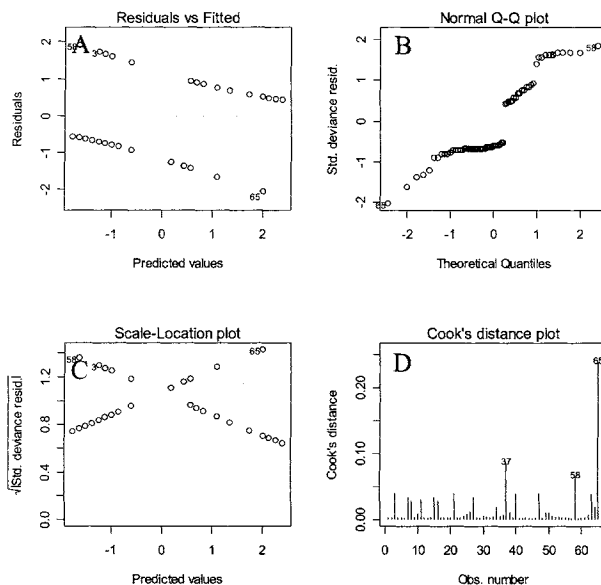 Residuals vs Fitted
A
58
3
65
2
1
0
-1
-2
Residuals
-1 0 1 2
Predicted values
Normal Q-Q plot
B
58
65
2
1
0
-1
-2
Std. deviance resid.
-2 -1 0 1 2
Theoretical Quantiles
Scale-Location plot
C
58
3
65
1.2
0.8
0.4
0.0
√|Std. deviance resid.|
-1 0 1 2
Predicted values
Cook's distance plot
D
65
37
58
0.20
0.10
0.00
Cook's distance
0 10 20 30 40 50 60
Obs. number